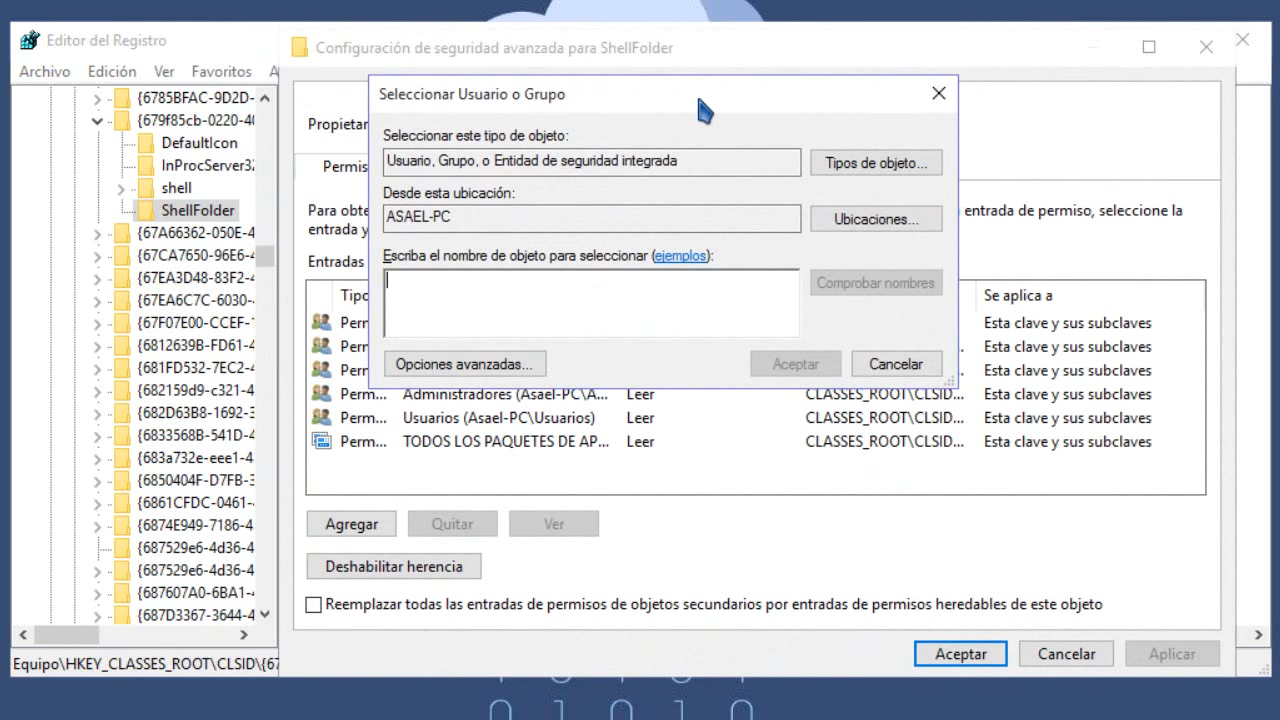 Editor del Registro
Archivo Edición Ver Favoritos A
{6785BFAC-9D2D-
{679f85cb-0220-40
DefaultIcon
InProcServer32
shell
ShellFolder
{67A66362-050E-4
{67CA7650-96E6-4
{67EA3D48-83F2-4
{67EA6C7C-6030-4
{67F07E00-CCEF-1
{6812639B-FD61-4
{681FD532-7EC2-4
{682159d9-c321-4
{682D63B8-1692-3
{6833568B-541D-4
{683a732e-eee1-4
{6850404F-D7FB-3
{6861CFDC-0461-4
{6874E949-7186-4
{687529e6-4d36-4
{687529e6-4d36-4
{687607A0-6BA1-4
{687D3367-3644-4
Equipo\HKEY_CLASSES_ROOT\CLSID\{67
Configuración de seguridad avanzada para ShellFolder
Propietar
Permis
Para obte
entrada de permiso, seleccione la
entrada y
Entradas
Tipo
Se aplica a
Perm
Esta clave y sus subclaves
Perm
Esta clave y sus subclaves
Perm
Esta clave y sus subclaves
Perm... Administradores (Asael-PC\A... Leer CLASSES_ROOT\CLSID... Esta clave y sus subclaves
Perm... Usuarios (Asael-PC\Usuarios) Leer CLASSES_ROOT\CLSID... Esta clave y sus subclaves
Perm... TODOS LOS PAQUETES DE AP... Leer CLASSES_ROOT\CLSID... Esta clave y sus subclaves
Agregar Quitar Ver
Deshabilitar herencia
Reemplazar todas las entradas de permisos de objetos secundarios por entradas de permisos heredables de este objeto
Aceptar Cancelar Aplicar
Seleccionar Usuario o Grupo
Seleccionar este tipo de objeto:
Usuario, Grupo, o Entidad de seguridad integrada
Tipos de objeto...
Desde esta ubicación:
ASAEL-PC
Ubicaciones...
Escriba el nombre de objeto para seleccionar (ejemplos):
Comprobar nombres
Opciones avanzadas...
Aceptar Cancelar
0 1 0 1 0